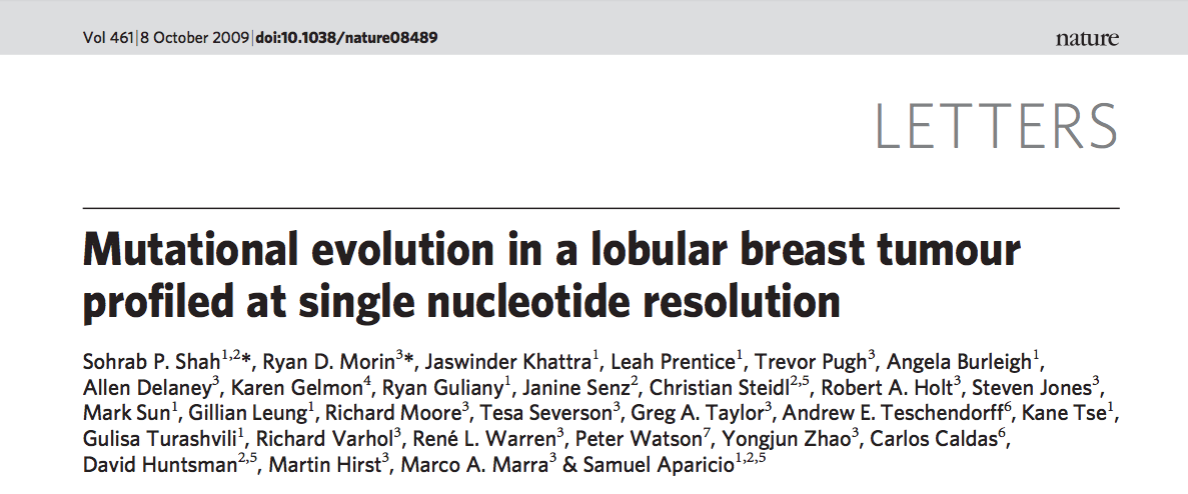 Vol 461|8 October 2009|doi:10.1038/nature08489 nature
LETTERS
Mutational evolution in a lobular breast tumour
profiled at single nucleotide resolution
Sohrab P. Shah1,2*, Ryan D. Morin3*, Jaswinder Khattra1, Leah Prentice1, Trevor Pugh3, Angela Burleigh1,
Allen Delaney3, Karen Gelmon4, Ryan Guliany1, Janine Senz2, Christian Steidl2,5, Robert A. Holt3, Steven Jones3,
Mark Sun1, Gillian Leung1, Richard Moore3, Tesa Severson3, Greg A. Taylor3, Andrew E. Teschendorff6, Kane Tse1,
Gulisa Turashvili1, Richard Varhol3, René L. Warren3, Peter Watson7, Yongjun Zhao3, Carlos Caldas6,
David Huntsman2,5, Martin Hirst3, Marco A. Marra3 & Samuel Aparicio1,2,5